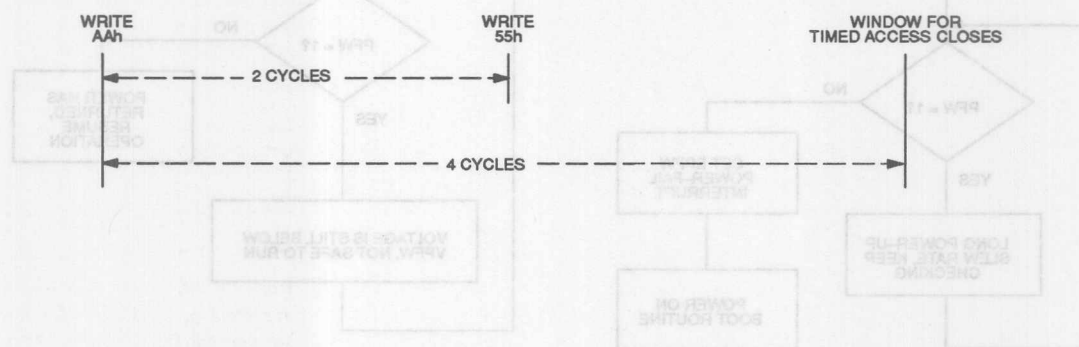 WRITE
AAh
WRITE
55h
WINDOW FOR
TIMED ACCESS CLOSES
2 CYCLES
4 CYCLES